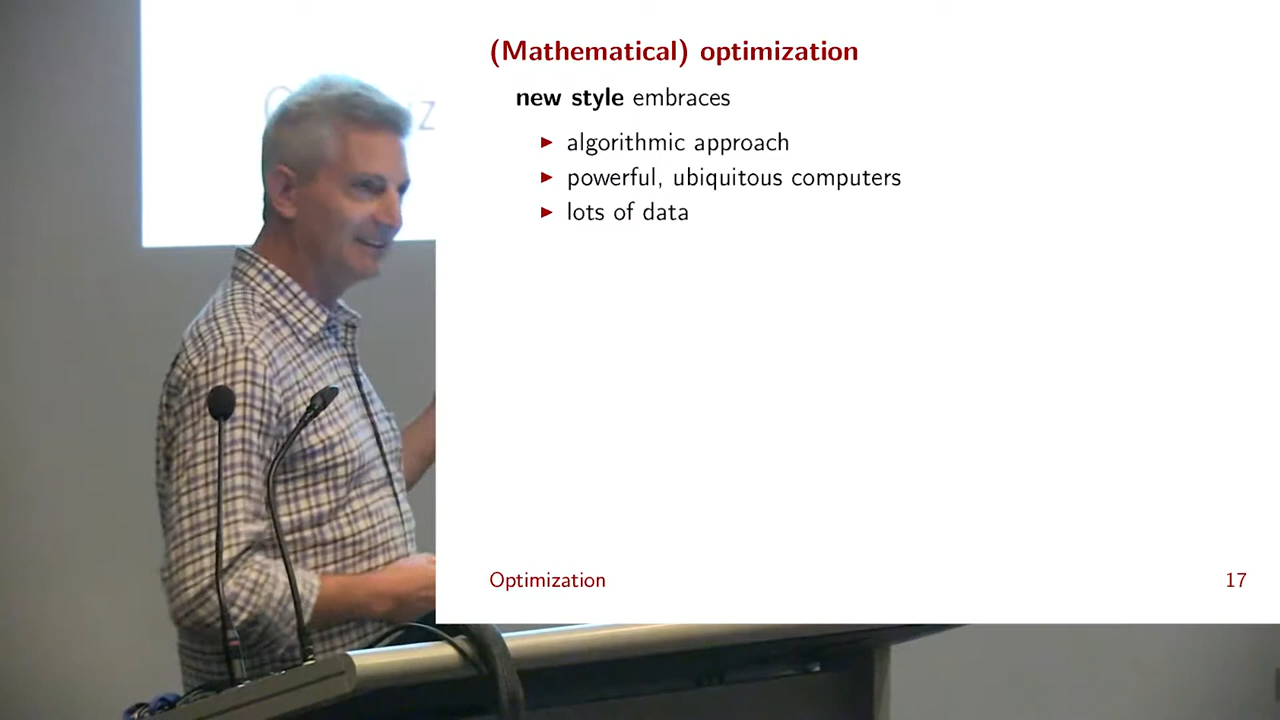 (Mathematical) optimization
new style embraces
▶ algorithmic approach
▶ powerful, ubiquitous computers
▶ lots of data
Optimization
17